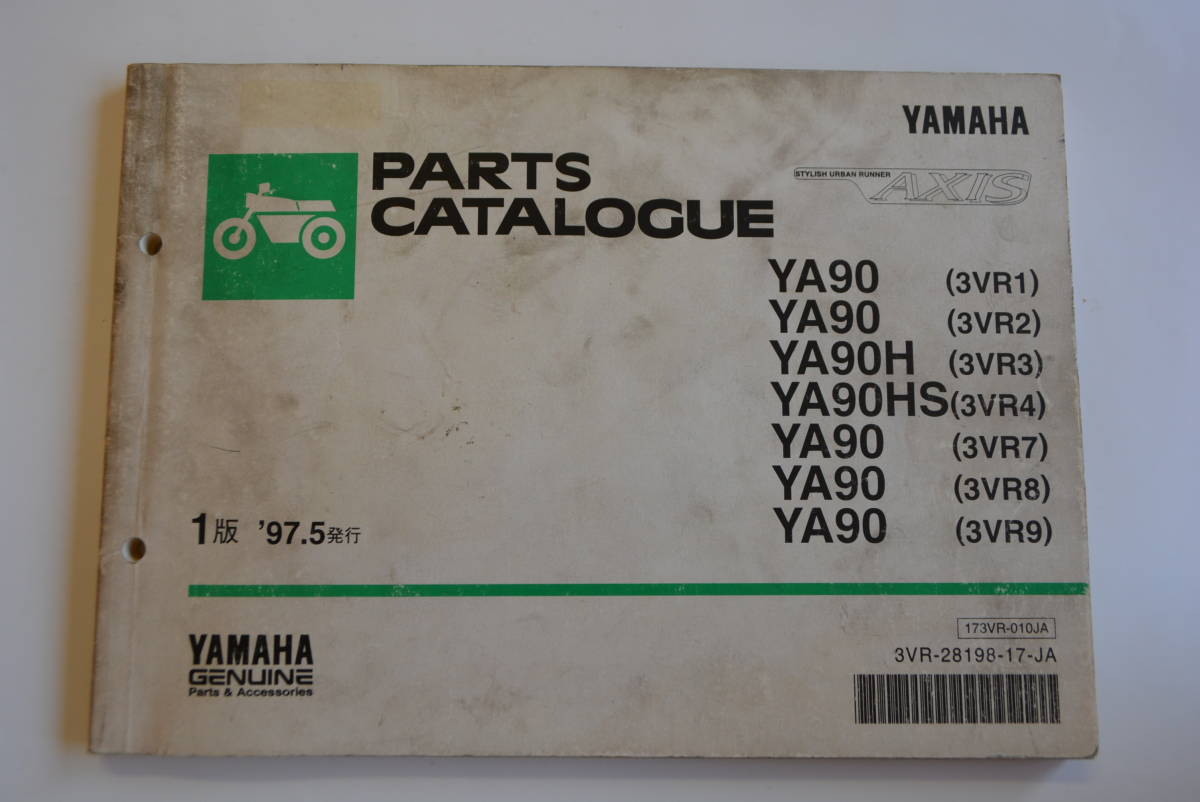 YAMAHA
STYLISH URBAN RUNNER
AXIS
PARTS
CATALOGUE
YA90 (3VR1)
YA90 (3VR2)
YA90H (3VR3)
YA90HS (3VR4)
YA90 (3VR7)
YA90 (3VR8)
YA90 (3VR9)
1版 '97.5発行
173VR-010JA
3VR-28198-17-JA
YAMAHA
GENUINE
Parts & Accessories